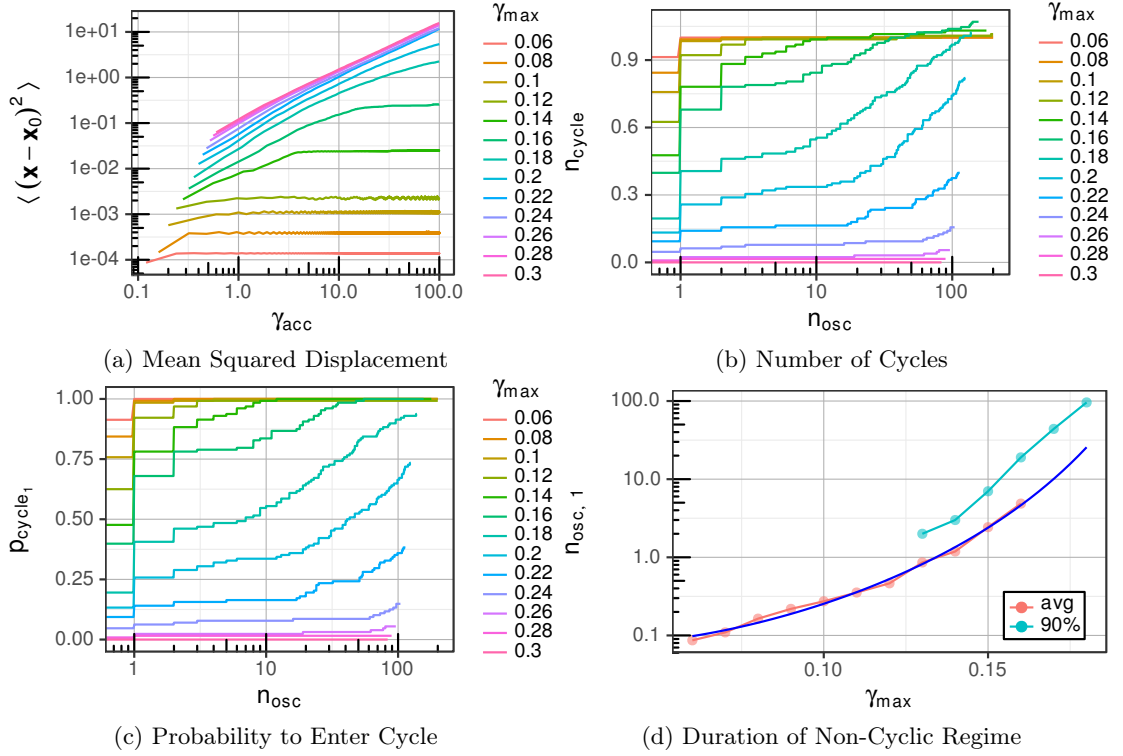 γmax
1e+01
1e+00
1e-01
1e-02
1e-03
1e-04
0.1
1.0
10.0
100.0
⟨(x − x₀)²⟩
γacc
0.06
0.08
0.1
0.12
0.14
0.16
0.18
0.2
0.22
0.24
0.26
0.28
0.3
(a) Mean Squared Displacement
γmax
0.9
0.6
0.3
0.0
1
10
100
ncycle
nosc
0.06
0.08
0.1
0.12
0.14
0.16
0.18
0.2
0.22
0.24
0.26
0.28
0.3
(b) Number of Cycles
γmax
1.00
0.75
0.50
0.25
0.00
1
10
100
pcycle₁
nosc
0.06
0.08
0.1
0.12
0.14
0.16
0.18
0.2
0.22
0.24
0.26
0.28
0.3
(c) Probability to Enter Cycle
100.0
10.0
1.0
0.1
0.10
0.15
nosc, 1
γmax
avg
90%
(d) Duration of Non-Cyclic Regime